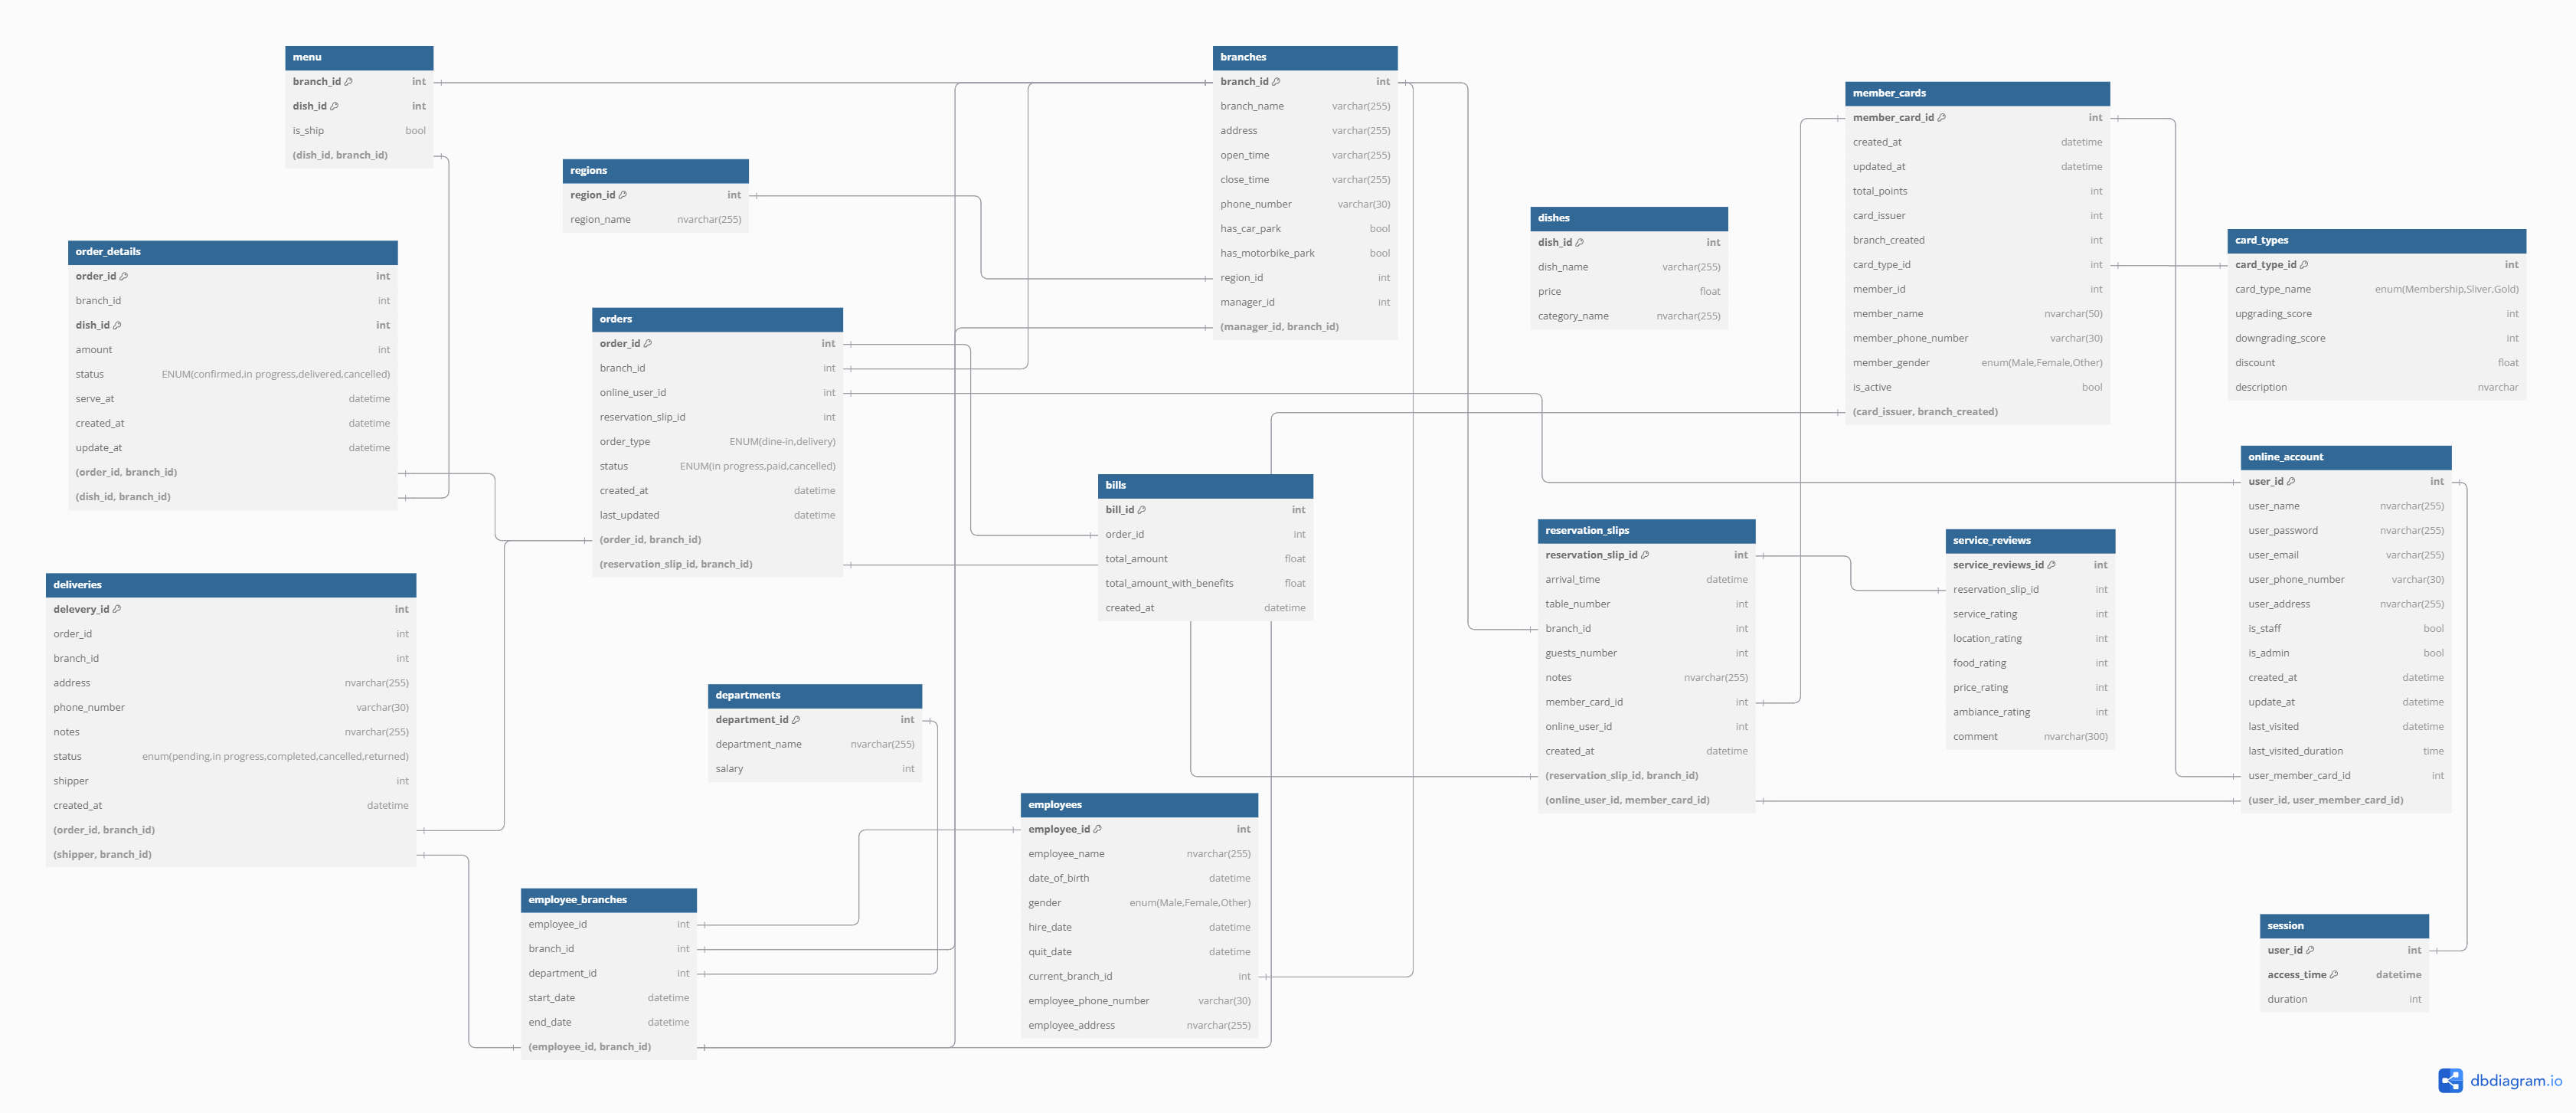 menu
branch_id int
dish_id int
is_ship bool
(dish_id, branch_id)
branches
branch_id int
branch_name varchar(255)
address varchar(255)
open_time varchar(255)
close_time varchar(255)
phone_number varchar(30)
has_car_park bool
has_motorbike_park bool
region_id int
manager_id int
(manager_id, branch_id)
member_cards
member_card_id int
created_at datetime
updated_at datetime
total_points int
card_issuer int
branch_created int
card_type_id int
member_id int
member_name nvarchar(50)
member_phone_number varchar(30)
member_gender enum(Male,Female,Other)
is_active bool
(card_issuer, branch_created)
regions
region_id int
region_name nvarchar(255)
dishes
dish_id int
dish_name varchar(255)
price float
category_name nvarchar(255)
card_types
card_type_id int
card_type_name enum(Membership,Sliver,Gold)
upgrading_score int
downgrading_score int
discount float
description nvarchar
order_details
order_id int
branch_id int
dish_id int
amount int
status ENUM(confirmed,in progress,delivered,cancelled)
serve_at datetime
created_at datetime
update_at datetime
(order_id, branch_id)
(dish_id, branch_id)
orders
order_id int
branch_id int
online_user_id int
reservation_slip_id int
order_type ENUM(dine-in,delivery)
status ENUM(in progress,paid,cancelled)
created_at datetime
last_updated datetime
(order_id, branch_id)
(reservation_slip_id, branch_id)
bills
bill_id int
order_id int
total_amount float
total_amount_with_benefits float
created_at datetime
online_account
user_id int
user_name nvarchar(255)
user_password nvarchar(255)
user_email varchar(255)
user_phone_number varchar(30)
user_address nvarchar(255)
is_staff bool
is_admin bool
created_at datetime
update_at datetime
last_visited datetime
last_visited_duration time
user_member_card_id int
(user_id, user_member_card_id)
reservation_slips
reservation_slip_id int
arrival_time datetime
table_number int
branch_id int
guests_number int
notes nvarchar(255)
member_card_id int
online_user_id int
created_at datetime
(reservation_slip_id, branch_id)
(online_user_id, member_card_id)
service_reviews
service_reviews_id int
reservation_slip_id int
service_rating int
location_rating int
food_rating int
price_rating int
ambiance_rating int
comment nvarchar(300)
deliveries
delevery_id int
order_id int
branch_id int
address nvarchar(255)
phone_number varchar(30)
notes nvarchar(255)
status enum(pending,in progress,completed,cancelled,returned)
shipper int
created_at datetime
(order_id, branch_id)
(shipper, branch_id)
departments
department_id int
department_name nvarchar(255)
salary int
employees
employee_id int
employee_name nvarchar(255)
date_of_birth datetime
gender enum(Male,Female,Other)
hire_date datetime
quit_date datetime
current_branch_id int
employee_phone_number varchar(30)
employee_address nvarchar(255)
employee_branches
employee_id int
branch_id int
department_id int
start_date datetime
end_date datetime
(employee_id, branch_id)
session
user_id int
access_time datetime
duration int
dbdiagram.io